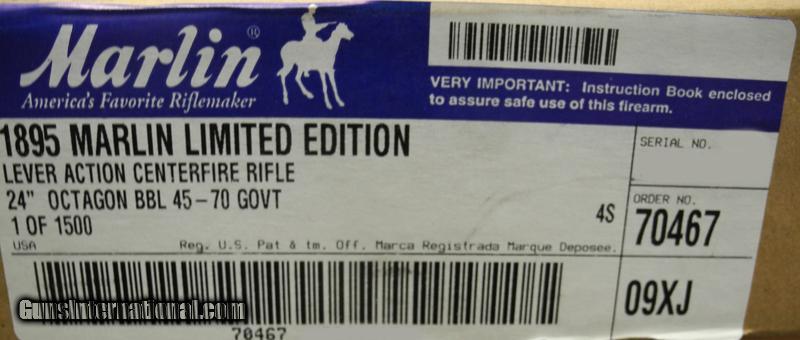 Marlin®
America's Favorite Riflemaker
VERY IMPORTANT: Instruction Book enclosed
to assure safe use of this firearm.
1895 MARLIN LIMITED EDITION
LEVER ACTION CENTERFIRE RIFLE
24" OCTAGON BBL 45-70 GOVT
1 OF 1500
4S
USA
Reg. U.S. Pat & tm. Off. Marca Registrada Marque Deposee.
SERIAL NO.
ORDER NO.
70467
09XJ
70467
GunsInternational.com